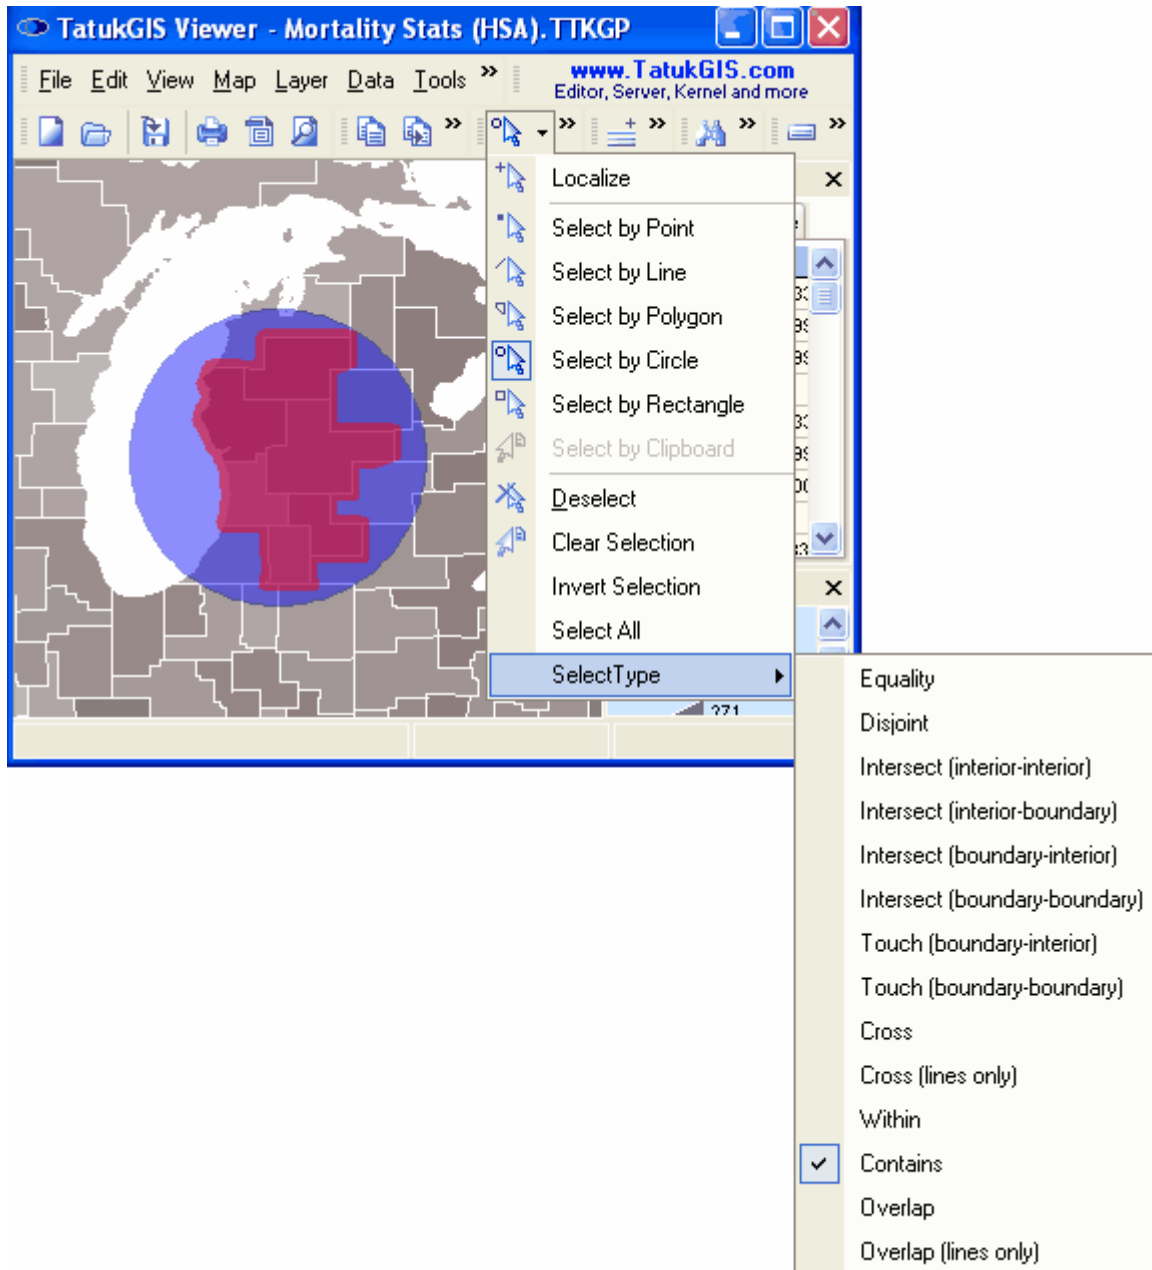 TatukGIS Viewer - Mortality Stats (HSA).TTKGP
File Edit View Map Layer Data Tools »
www.TatukGIS.com
Editor, Server, Kernel and more
Localize
Select by Point
Select by Line
Select by Polygon
Select by Circle
Select by Rectangle
Select by Clipboard
Deselect
Clear Selection
Invert Selection
Select All
SelectType
271
Equality
Disjoint
Intersect (interior-interior)
Intersect (interior-boundary)
Intersect (boundary-interior)
Intersect (boundary-boundary)
Touch (boundary-interior)
Touch (boundary-boundary)
Cross
Cross (lines only)
Within
Contains
Overlap
Overlap (lines only)